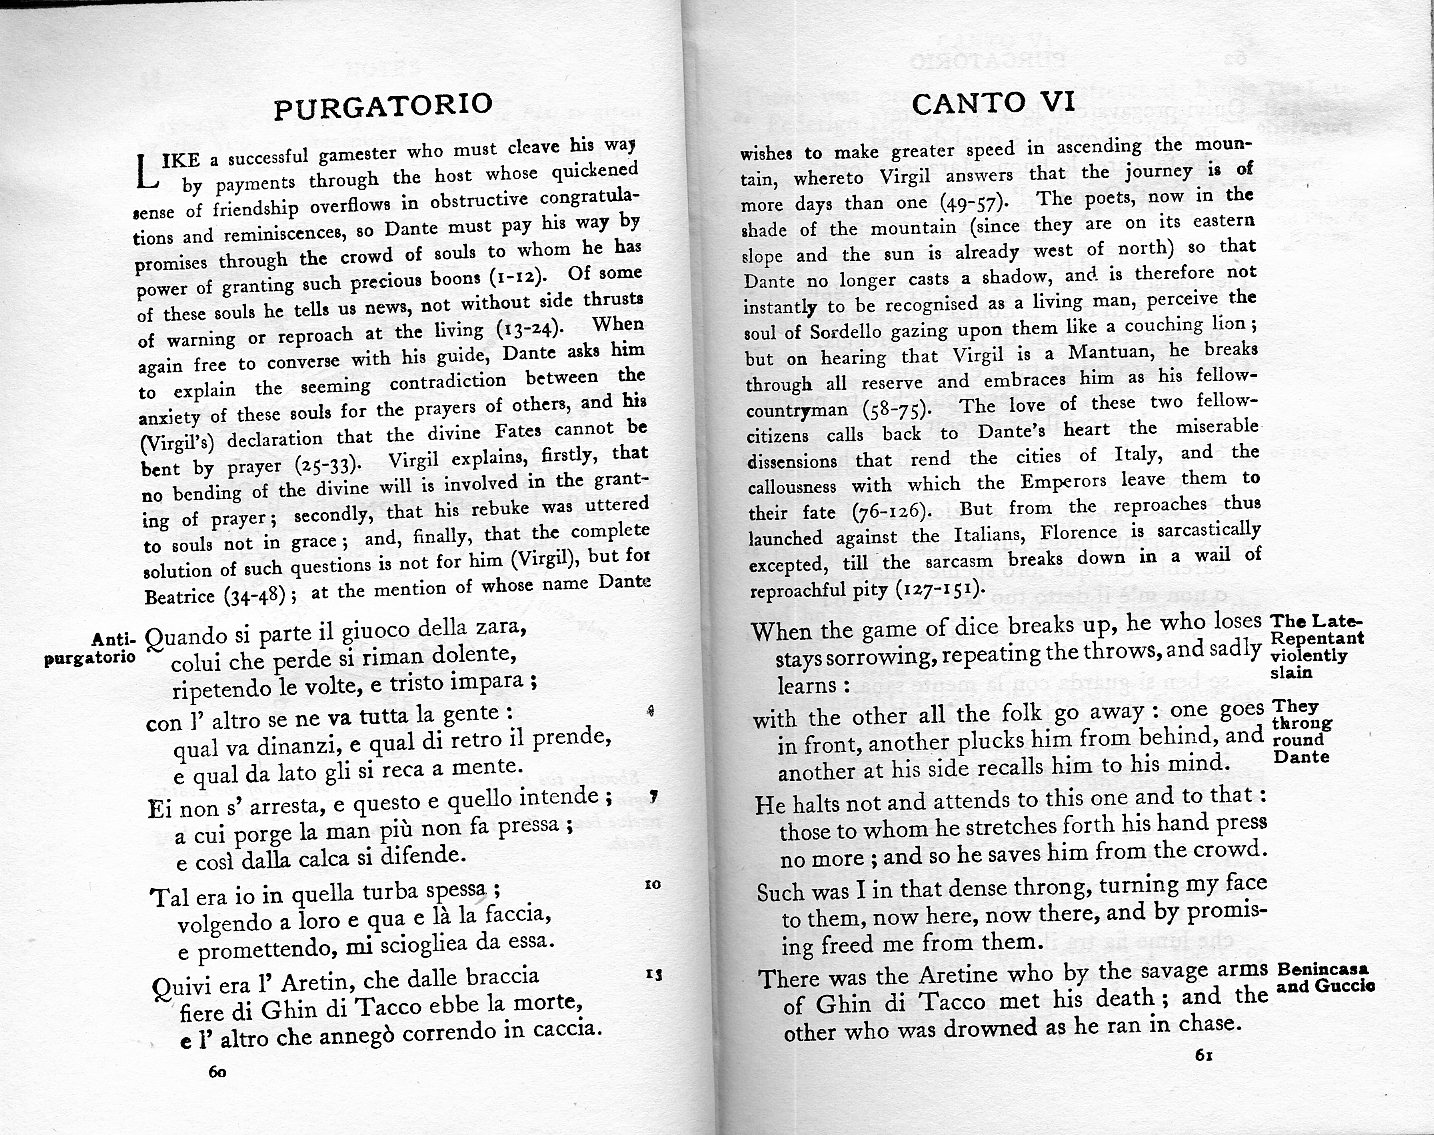 PURGATORIO
LIKE a successful gamester who must cleave his way
by payments through the host whose quickened
sense of friendship overflows in obstructive congratula-
tions and reminiscences, so Dante must pay his way by
promises through the crowd of souls to whom he has
power of granting such precious boons (1-12). Of some
of these souls he tells us news, not without side thrusts
of warning or reproach at the living (13-24). When
again free to converse with his guide, Dante asks him
to explain the seeming contradiction between the
anxiety of these souls for the prayers of others, and his
(Virgil's) declaration that the divine Fates cannot be
bent by prayer (25-33). Virgil explains, firstly, that
no bending of the divine will is involved in the grant-
ing of prayer; secondly, that his rebuke was uttered
to souls not in grace; and, finally, that the complete
solution of such questions is not for him (Virgil), but for
Beatrice (34-48); at the mention of whose name Dante
Anti-
purgatorio
Quando si parte il giuoco della zara,
colui che perde si riman dolente,
ripetendo le volte, e tristo impara;
con l' altro se ne va tutta la gente: 4
qual va dinanzi, e qual di retro il prende,
e qual da lato gli si reca a mente.
Ei non s' arresta, e questo e quello intende; 7
a cui porge la man più non fa pressa;
e così dalla calca si difende.
Tal era io in quella turba spessa; 10
volgendo a loro e qua e là la faccia,
e promettendo, mi sciogliea da essa.
Quivi era l' Aretin, che dalle braccia 13
fiere di Ghin di Tacco ebbe la morte,
e l' altro che annegò correndo in caccia.
60
CANTO VI
wishes to make greater speed in ascending the moun-
tain, whereto Virgil answers that the journey is of
more days than one (49-57). The poets, now in the
shade of the mountain (since they are on its eastern
slope and the sun is already west of north) so that
Dante no longer casts a shadow, and is therefore not
instantly to be recognised as a living man, perceive the
soul of Sordello gazing upon them like a couching lion;
but on hearing that Virgil is a Mantuan, he breaks
through all reserve and embraces him as his fellow-
countryman (58-75). The love of these two fellow-
citizens calls back to Dante's heart the miserable
dissensions that rend the cities of Italy, and the
callousness with which the Emperors leave them to
their fate (76-126). But from the reproaches thus
launched against the Italians, Florence is sarcastically
excepted, till the sarcasm breaks down in a wail of
reproachful pity (127-151).
When the game of dice breaks up, he who loses
stays sorrowing, repeating the throws, and sadly
learns:
The Late-
Repentant
violently
slain
with the other all the folk go away: one goes
in front, another plucks him from behind, and
another at his side recalls him to his mind.
They
throng
round
Dante
He halts not and attends to this one and to that:
those to whom he stretches forth his hand press
no more; and so he saves him from the crowd.
Such was I in that dense throng, turning my face
to them, now here, now there, and by promis-
ing freed me from them.
There was the Aretine who by the savage arms
of Ghin di Tacco met his death; and the
other who was drowned as he ran in chase.
Benincasa
and Guccio
61